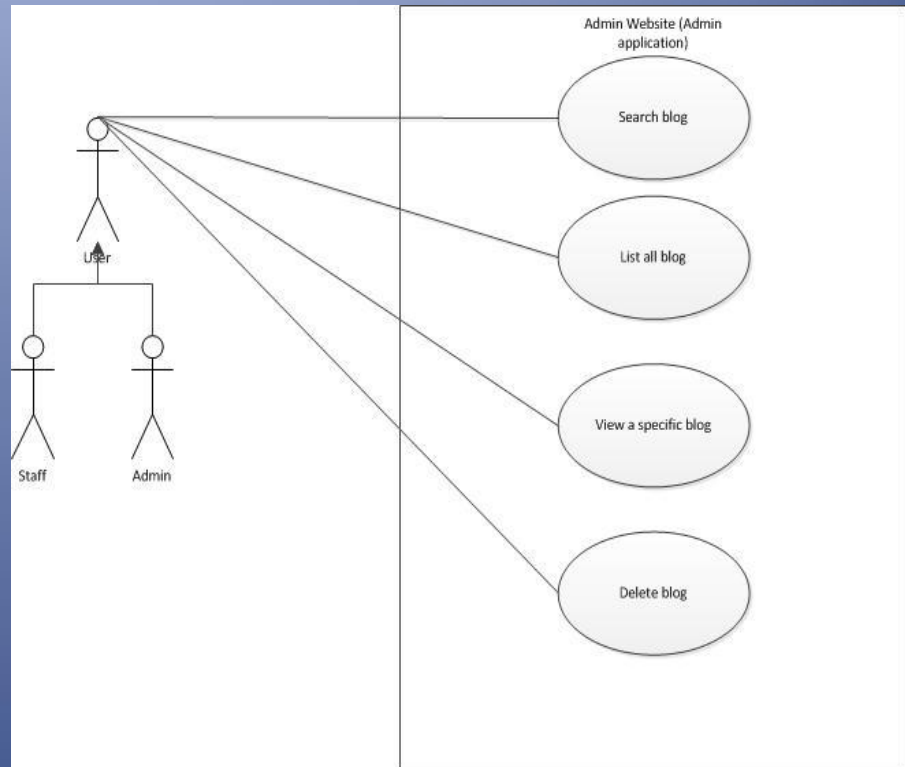 Admin Website (Admin
application)
Search blog
User
List all blog
View a specific blog
Staff
Admin
Delete blog